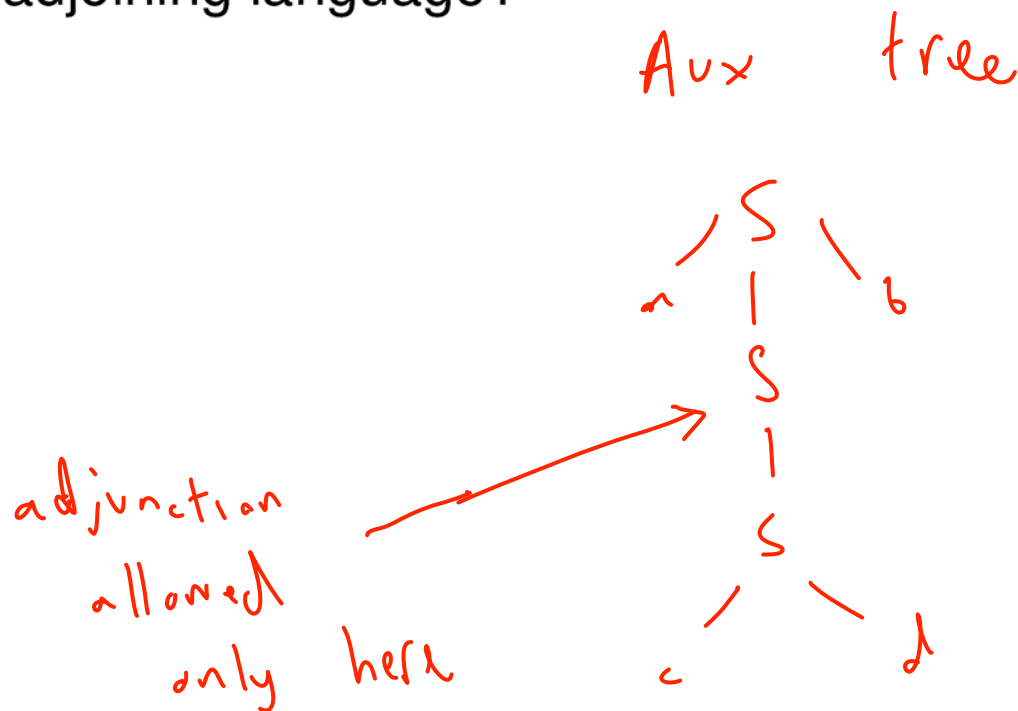 adjoining language?
Aux tree
S
a b
S
S
adjunction
allowed
only here
c d